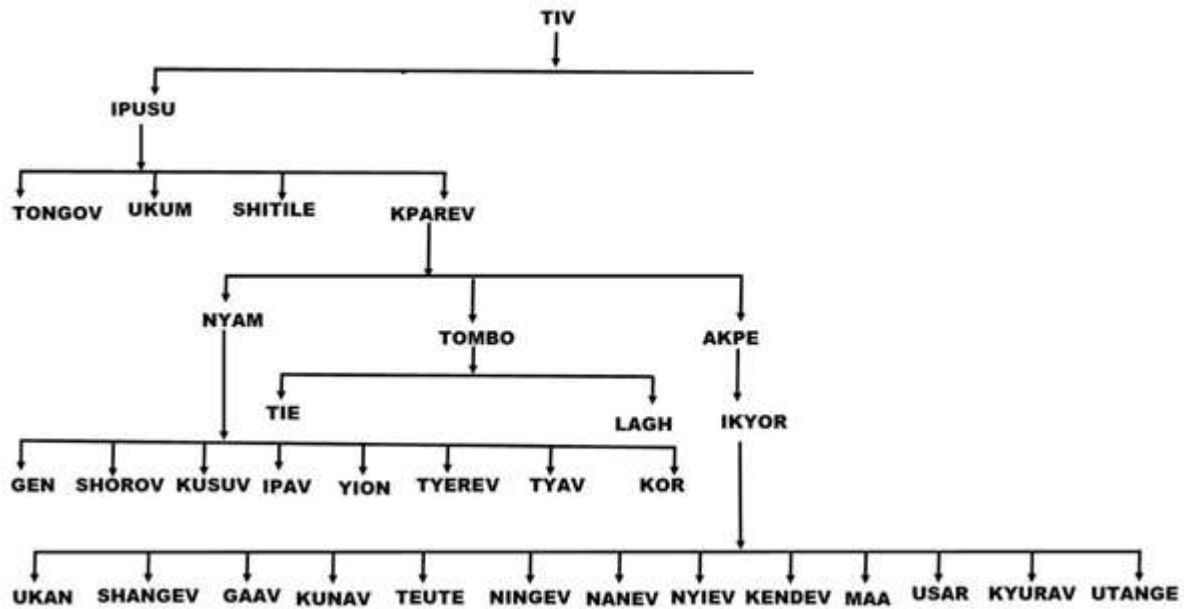 TIV
IPUSU
TONGOV UKUM SHITILE KPAREV
NYAM TOMBO AKPE
TIE LAGH IKYOR
GEN SHOROV KUSUV IPAV YION TYEREV TYAV KOR
UKAN SHANGEV GAAV KUNAV TEUTE NINGEV NANEV NYIEV KENDEV MAA USAR KYURAV UTANGE